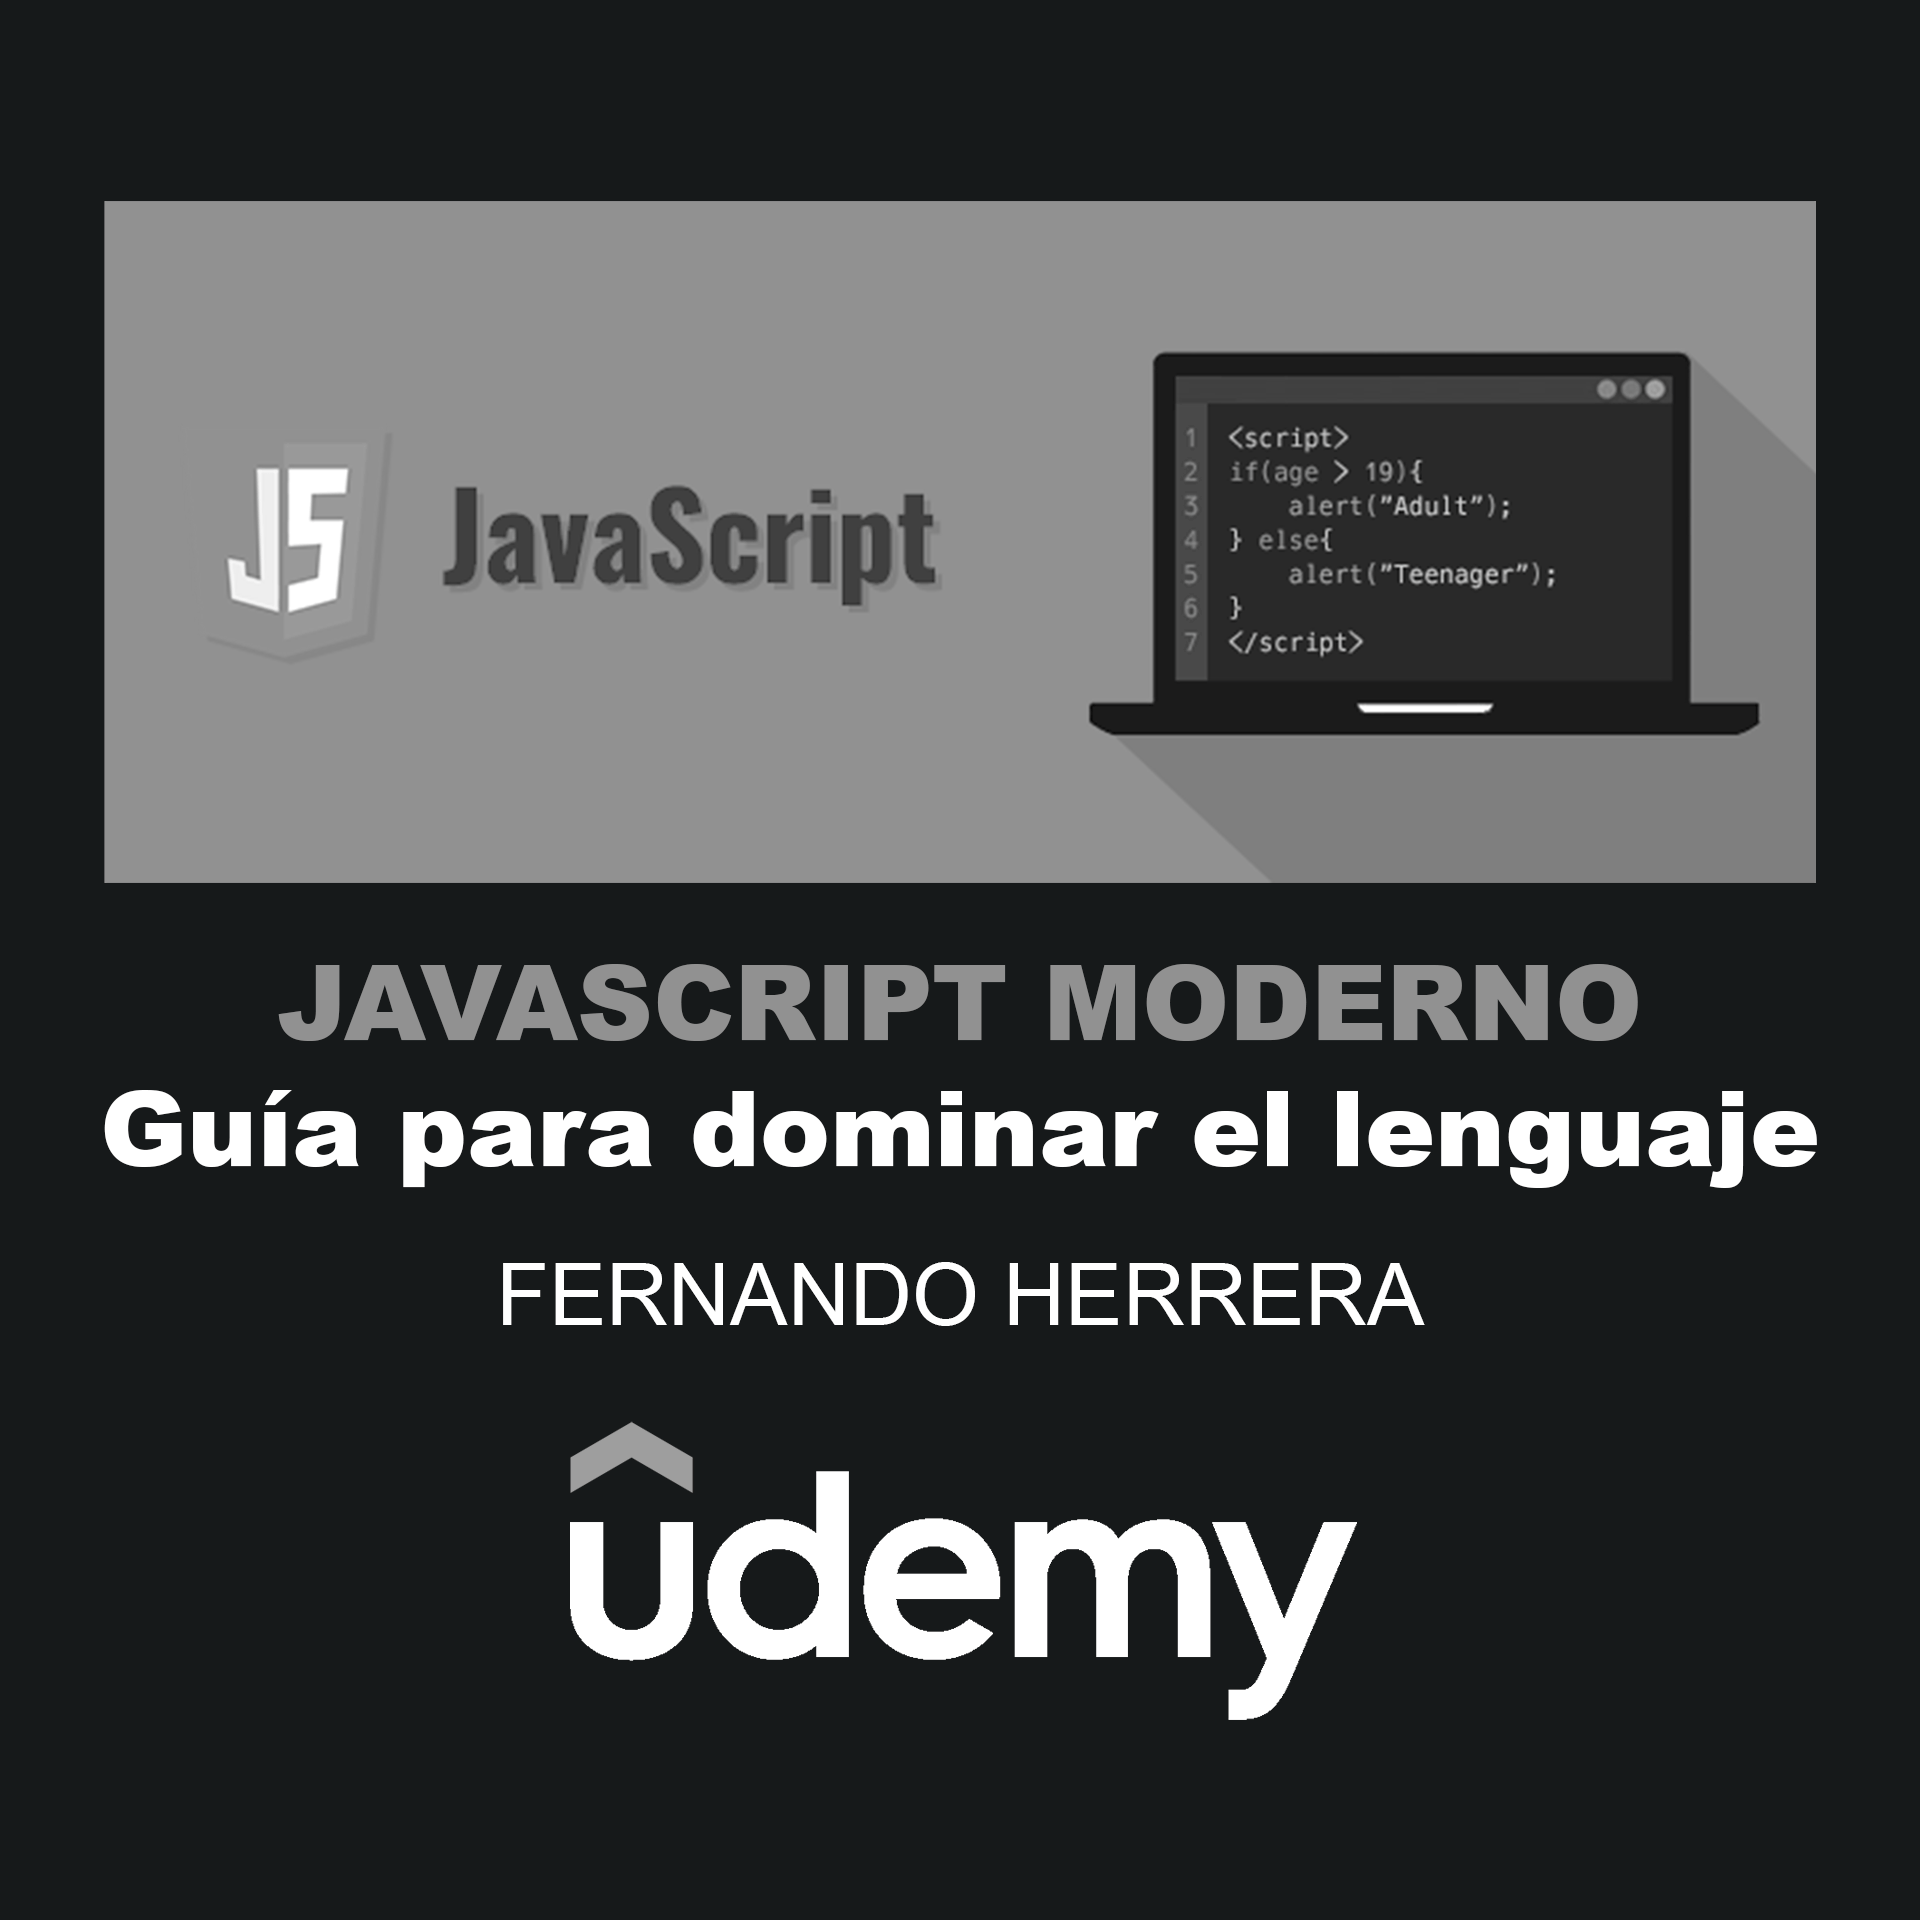 JS
JavaScript
1 <script>
2 if(age > 19){
3     alert("Adult");
4 } else{
5     alert("Teenager");
6 }
7 </script>
JAVASCRIPT MODERNO
Guía para dominar el lenguaje
FERNANDO HERRERA
udemy